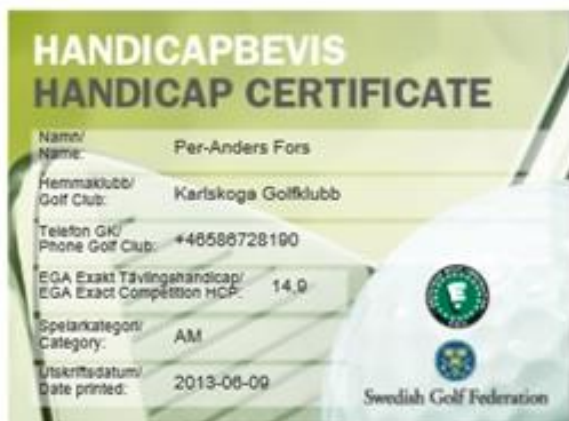 HANDICAPBEVIS
HANDICAP CERTIFICATE
Namn/
Name: Per-Anders Fors
Hemmaklubb/
Golf Club: Karlskoga Golfklubb
Telefon GK/
Phone Golf Club: +46586728190
EGA Exakt Tävlingshandicap/
EGA Exact Competition HCP: 14,9
Spelarkategori/
Category: AM
Utskriftsdatum/
Date printed: 2013-06-09
Swedish Golf Federation